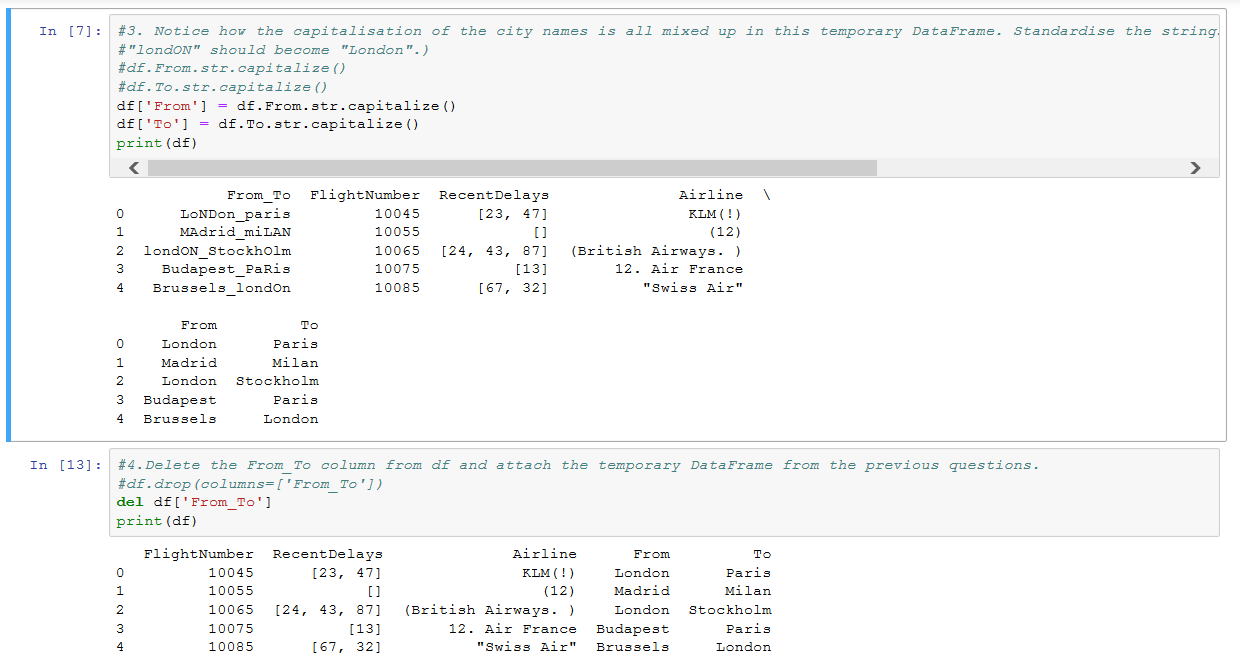 In [7]:
#3. Notice how the capitalisation of the city names is all mixed up in this temporary DataFrame. Standardise the string
#"londON" should become "London".)
#df.From.str.capitalize()
#df.To.str.capitalize()
df['From'] = df.From.str.capitalize()
df['To'] = df.To.str.capitalize()
print(df)
From_To FlightNumber RecentDelays Airline \
0 LoNDon_paris 10045 [23, 47] KLM(!)
1 MAdrid_miLAN 10055 [] (12)
2 londON_StockhOlm 10065 [24, 43, 87] (British Airways. )
3 Budapest_PaRis 10075 [13] 12. Air France
4 Brussels_londOn 10085 [67, 32] "Swiss Air"
From To
0 London Paris
1 Madrid Milan
2 London Stockholm
3 Budapest Paris
4 Brussels London
In [13]:
#4.Delete the From_To column from df and attach the temporary DataFrame from the previous questions.
#df.drop(columns=['From_To'])
del df['From_To']
print(df)
FlightNumber RecentDelays Airline From To
0 10045 [23, 47] KLM(!) London Paris
1 10055 [] (12) Madrid Milan
2 10065 [24, 43, 87] (British Airways. ) London Stockholm
3 10075 [13] 12. Air France Budapest Paris
4 10085 [67, 32] "Swiss Air" Brussels London